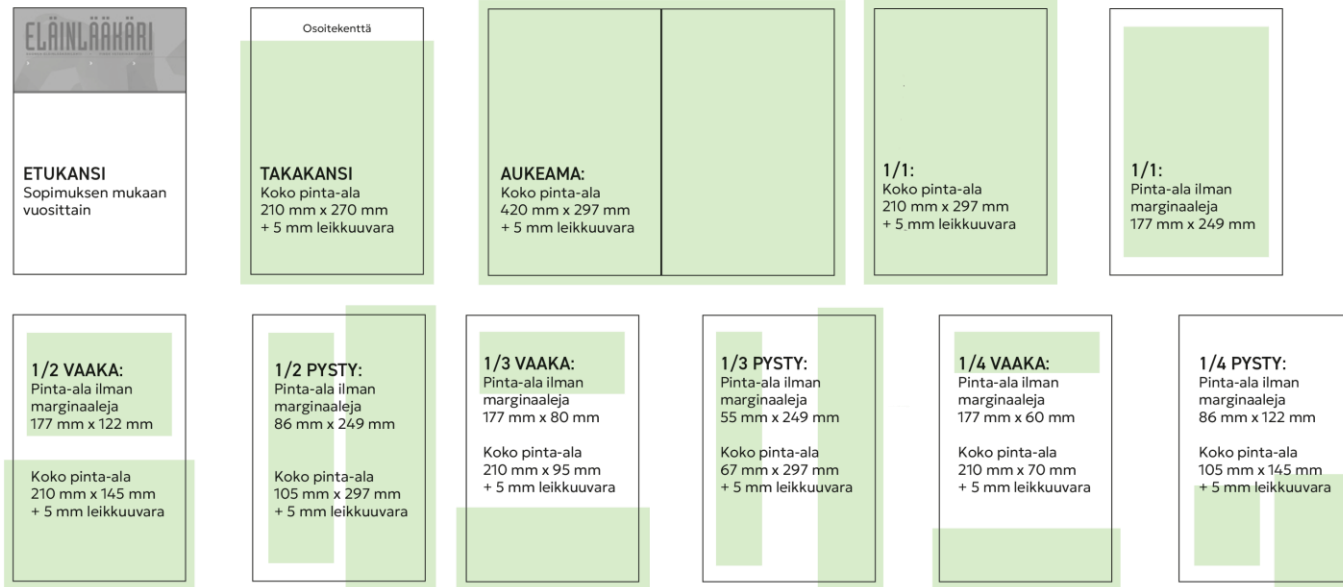 ELÄINLÄÄKÄRI
ETUKANSI
Sopimuksen mukaan
vuosittain
Osoitekenttä
TAKAKANSI
Koko pinta-ala
210 mm x 270 mm
+ 5 mm leikkuuvara
AUKEAMA:
Koko pinta-ala
420 mm x 297 mm
+ 5 mm leikkuuvara
1/1:
Koko pinta-ala
210 mm x 297 mm
+ 5 mm leikkuuvara
1/1:
Pinta-ala ilman
marginaaleja
177 mm x 249 mm
1/2 VAAKA:
Pinta-ala ilman
marginaaleja
177 mm x 122 mm
Koko pinta-ala
210 mm x 145 mm
+ 5 mm leikkuuvara
1/2 PYSTY:
Pinta-ala ilman
marginaaleja
86 mm x 249 mm
Koko pinta-ala
105 mm x 297 mm
+ 5 mm leikkuuvara
1/3 VAAKA:
Pinta-ala ilman
marginaaleja
177 mm x 80 mm
Koko pinta-ala
210 mm x 95 mm
+ 5 mm leikkuuvara
1/3 PYSTY:
Pinta-ala ilman
marginaaleja
55 mm x 249 mm
Koko pinta-ala
67 mm x 297 mm
+ 5 mm leikkuuvara
1/4 VAAKA:
Pinta-ala ilman
marginaaleja
177 mm x 60 mm
Koko pinta-ala
210 mm x 70 mm
+ 5 mm leikkuuvara
1/4 PYSTY:
Pinta-ala ilman
marginaaleja
86 mm x 122 mm
Koko pinta-ala
105 mm x 145 mm
+ 5 mm leikkuuvara